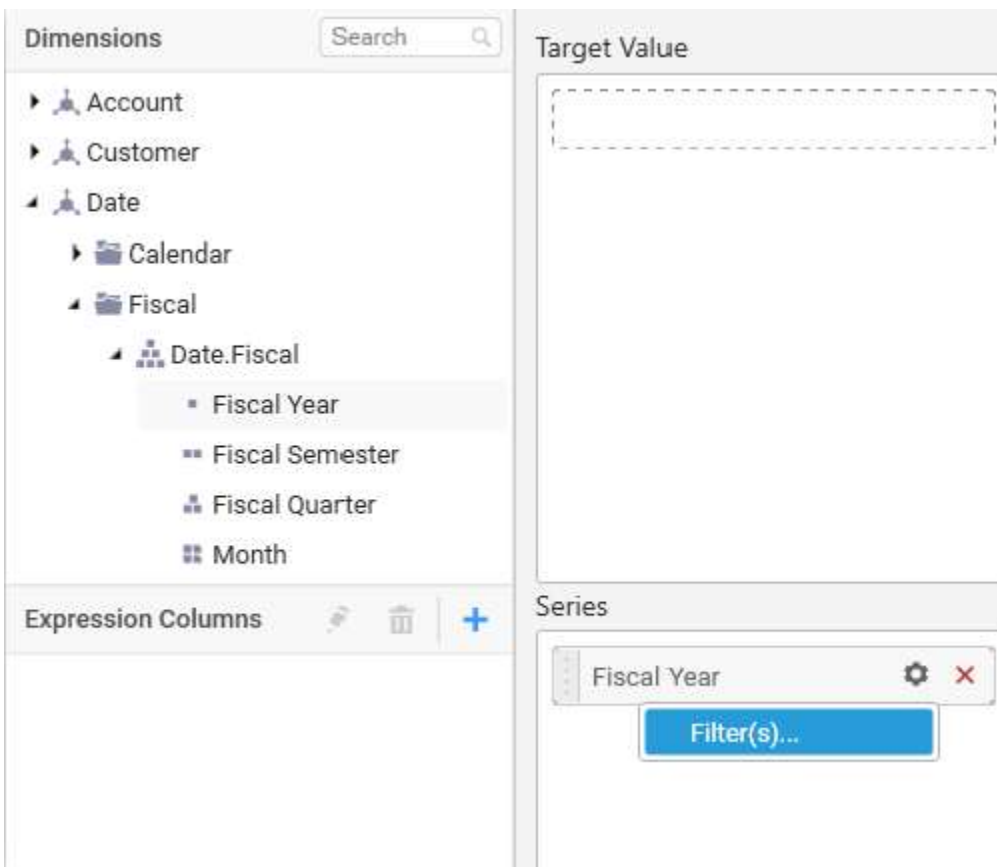 Dimensions
Search
Account
Customer
Date
Calendar
Fiscal
Date.Fiscal
Fiscal Year
Fiscal Semester
Fiscal Quarter
Month
Expression Columns
Target Value
Series
Fiscal Year
Filter(s)...